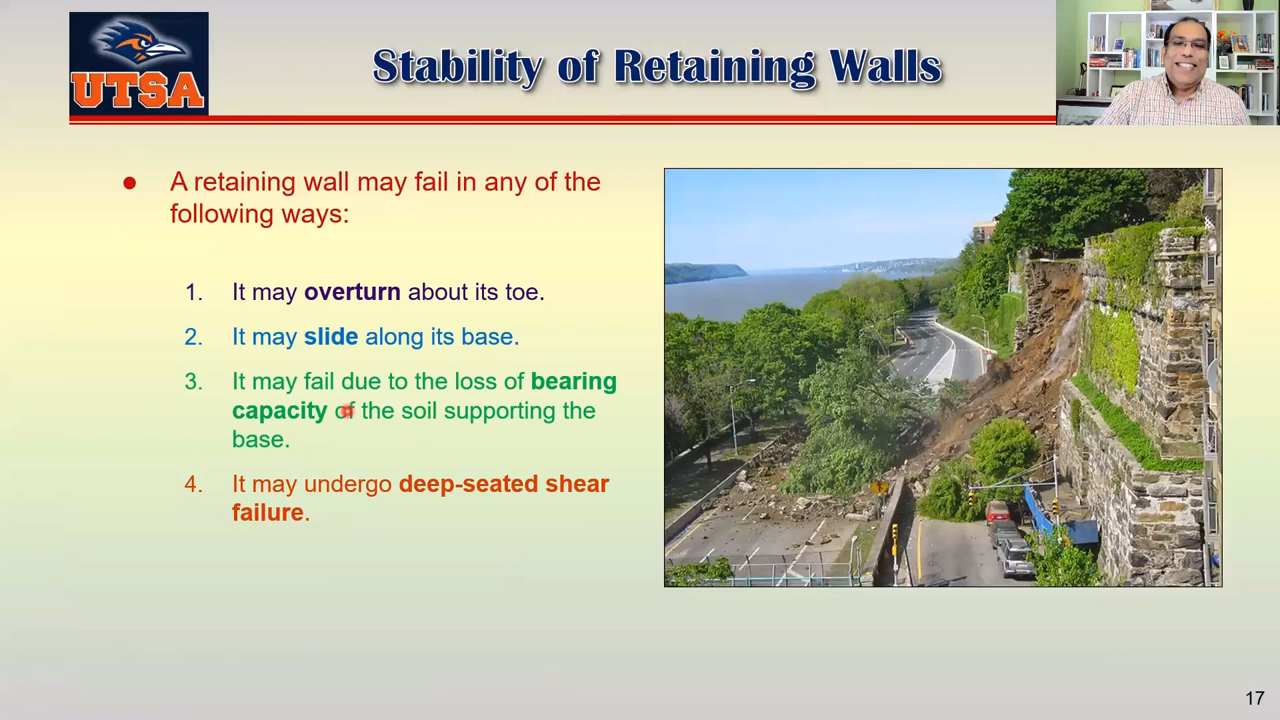 UTSA
Stability of Retaining Walls
● A retaining wall may fail in any of the
following ways:
1. It may overturn about its toe.
2. It may slide along its base.
3. It may fail due to the loss of bearing
capacity of the soil supporting the
base.
4. It may undergo deep-seated shear
failure.
17